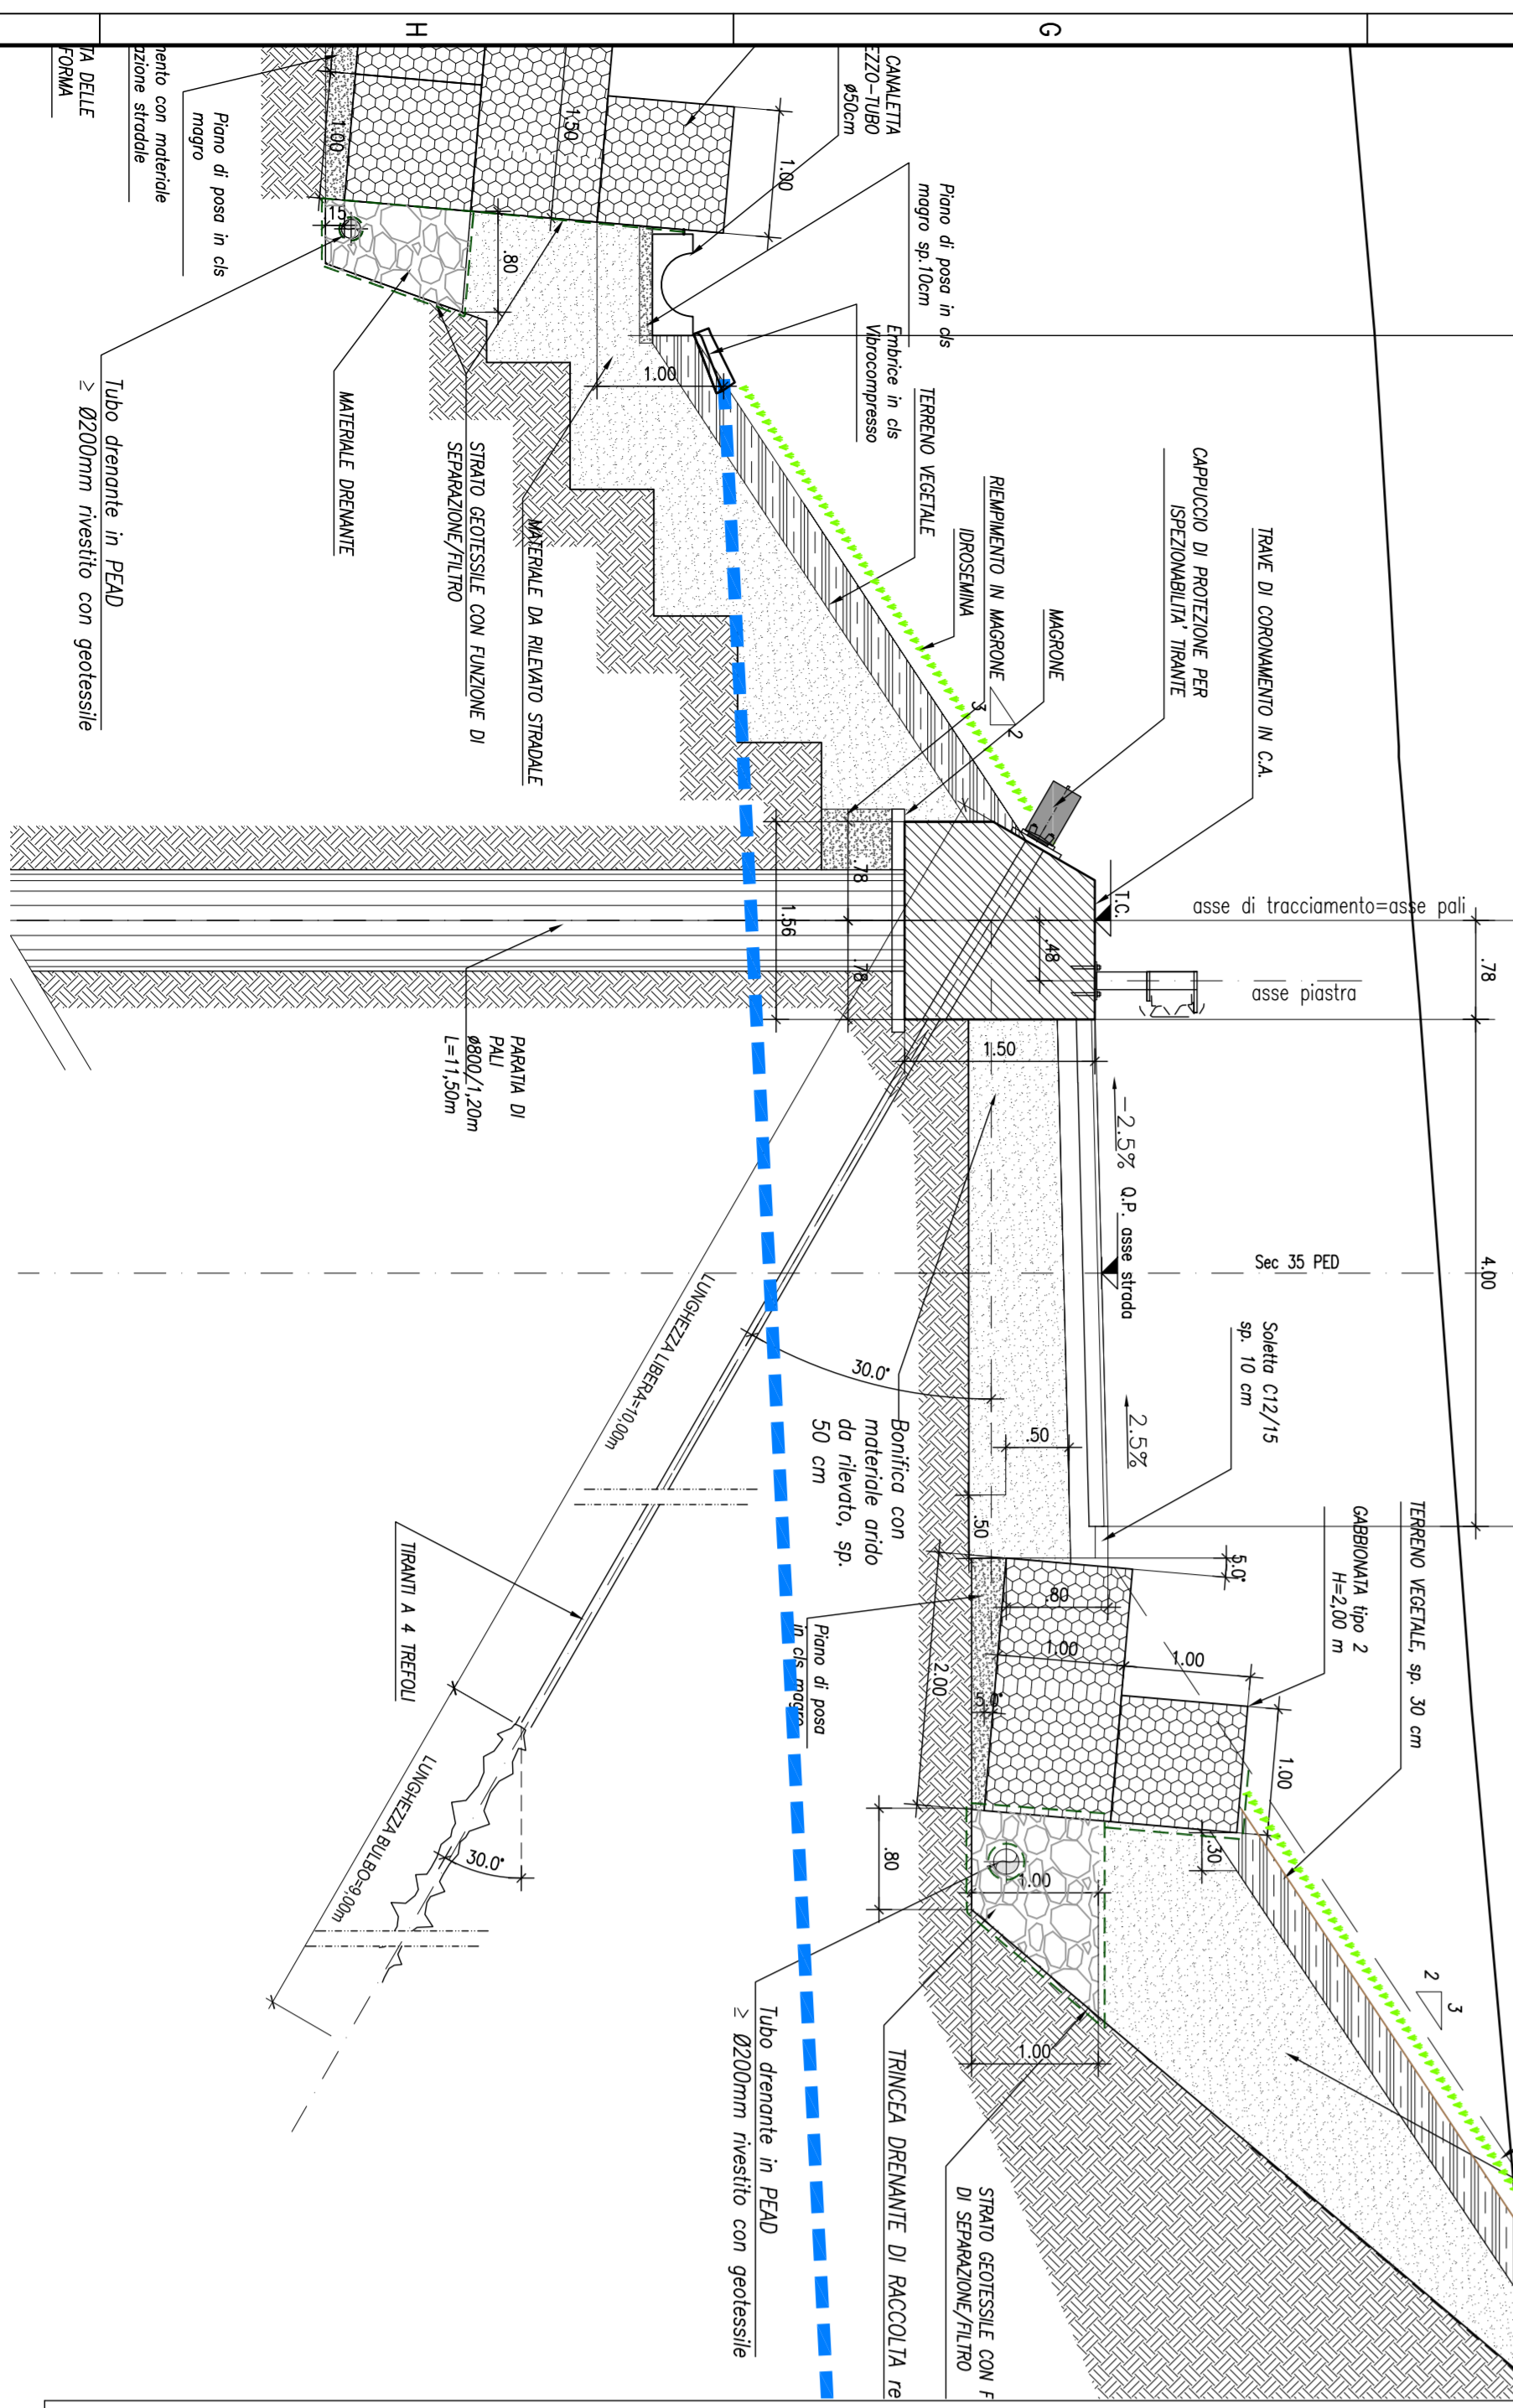 H
G
CANALETTA
EZZO-TUBO
ø50cm
Piano di posa in cls
magro sp.10cm
Embrice in cls
Vibrocompresso
TERRENO VEGETALE
IDROSEMINA
RIEMPIMENTO IN MAGRONE
MAGRONE
CAPPUCCIO DI PROTEZIONE PER
ISPEZIONABILITA' TIRANTE
TRAVE DI CORONAMENTO IN C.A.
TA DELLE
FORMA
ento con materiale
azione stradale
Piano di posa in cls
magro
Tubo drenante in PEAD
≥ Ø200mm rivestito con geotessile
MATERIALE DRENANTE
STRATO GEOTESSILE CON FUNZIONE DI
SEPARAZIONE/FILTRO
MATERIALE DA RILEVATO STRADALE
1.00
1.50
1.00
15
.80
1.00
3
2
T.C.
asse di tracciamento=asse pali
asse piastra
.78
.78
1.56
.78
.48
1.50
4.00
PARATIA DI
PALI
ø800/1,20m
L=11,50m
-2.5%
Q.P. asse strada
Sec 35 PED
2.5%
Soletta C12/15
sp. 10 cm
LUNGHEZZA LIBERA=10,00m
30.0°
Bonifica con
materiale arido
da rilevato, sp.
50 cm
.50
.50
TIRANTI A 4 TREFOLI
LUNGHEZZA BULBO=9,00m
30.0°
Piano di posa
in cls magro
GABBIONATA tipo 2
H=2,00 m
TERRENO VEGETALE, sp. 30 cm
5.0°
.80
1.00
1.00
2.00
5.0°
1.00
.30
.80
1.00
1.00
2
3
Tubo drenante in PEAD
≥ Ø200mm rivestito con geotessile
TRINCEA DRENANTE DI RACCOLTA re
STRATO GEOTESSILE CON F
DI SEPARAZIONE/FILTRO